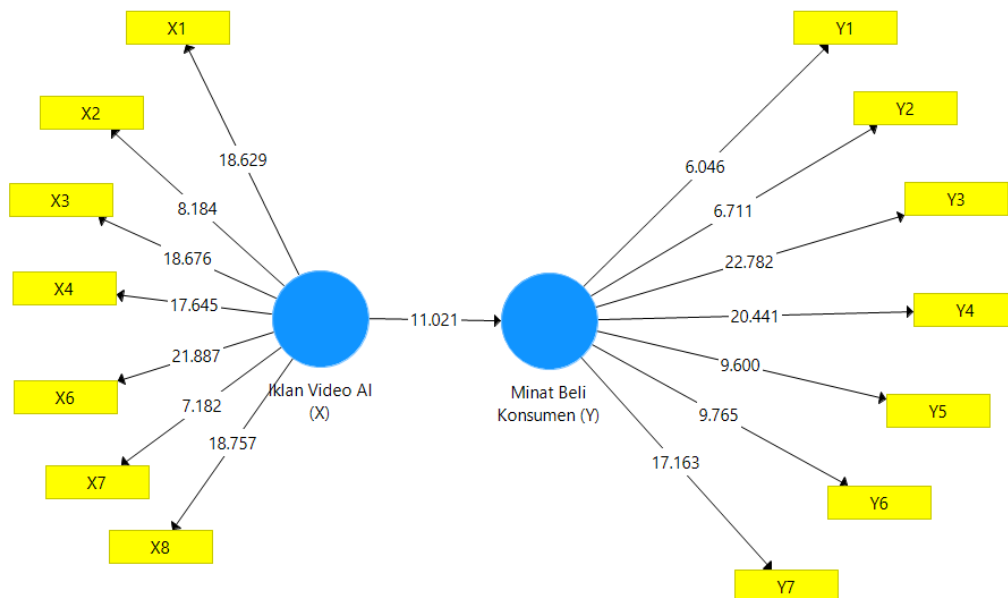 X1
X2
X3
X4
X6
X7
X8
18.629
8.184
18.676
17.645
21.887
7.182
18.757
Iklan Video AI
(X)
11.021
Minat Beli
Konsumen (Y)
6.046
6.711
22.782
20.441
9.600
9.765
17.163
Y1
Y2
Y3
Y4
Y5
Y6
Y7